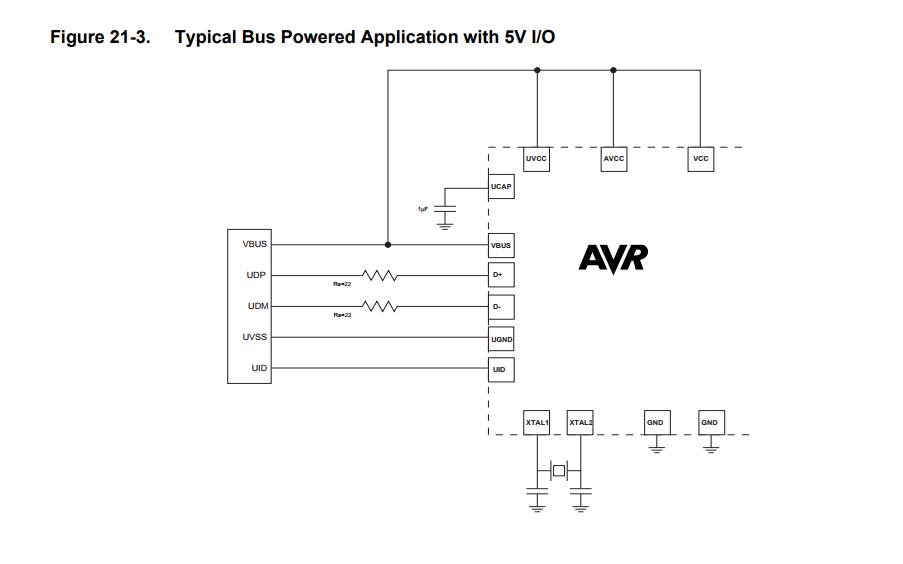 Figure 21-3. Typical Bus Powered Application with 5V I/O
UVCC
AVCC
VCC
UCAP
1µF
VBUS
VBUS
AVR
UDP
D+
Rs=22
UDM
D-
Rs=22
UVSS
UGND
UID
UID
XTAL1
XTAL2
GND
GND